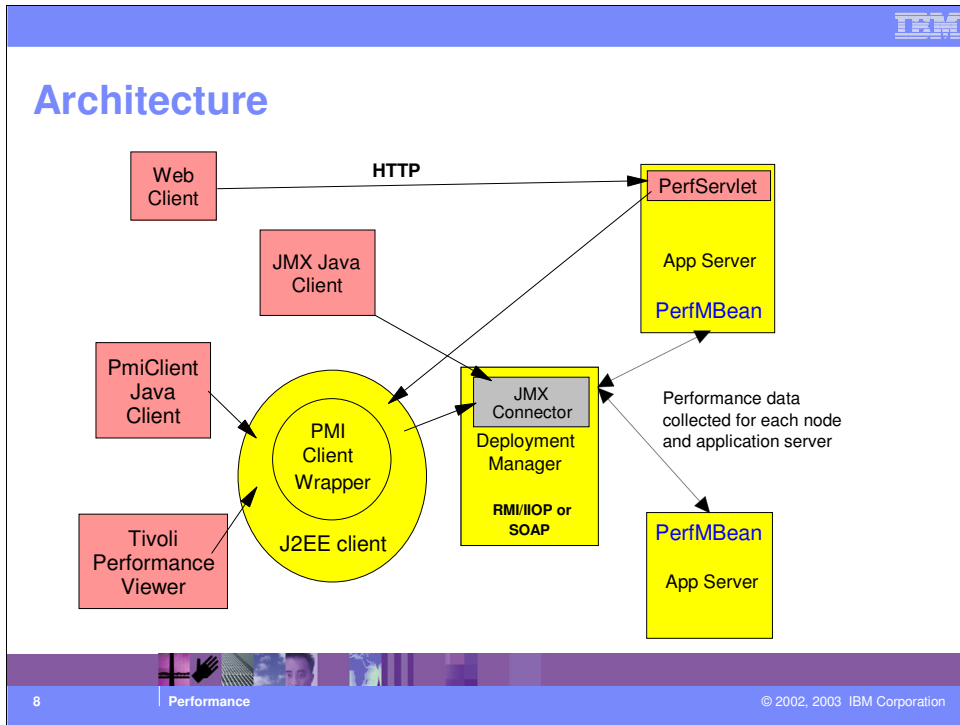 IBM
Architecture
Web
Client
HTTP
PerfServlet
App Server
PerfMBean
JMX Java
Client
PmiClient
Java
Client
PMI
Client
Wrapper
J2EE client
JMX
Connector
Deployment
Manager
RMI/IIOP or
SOAP
Performance data
collected for each node
and application server
Tivoli
Performance
Viewer
PerfMBean
App Server
8
Performance
© 2002, 2003 IBM Corporation